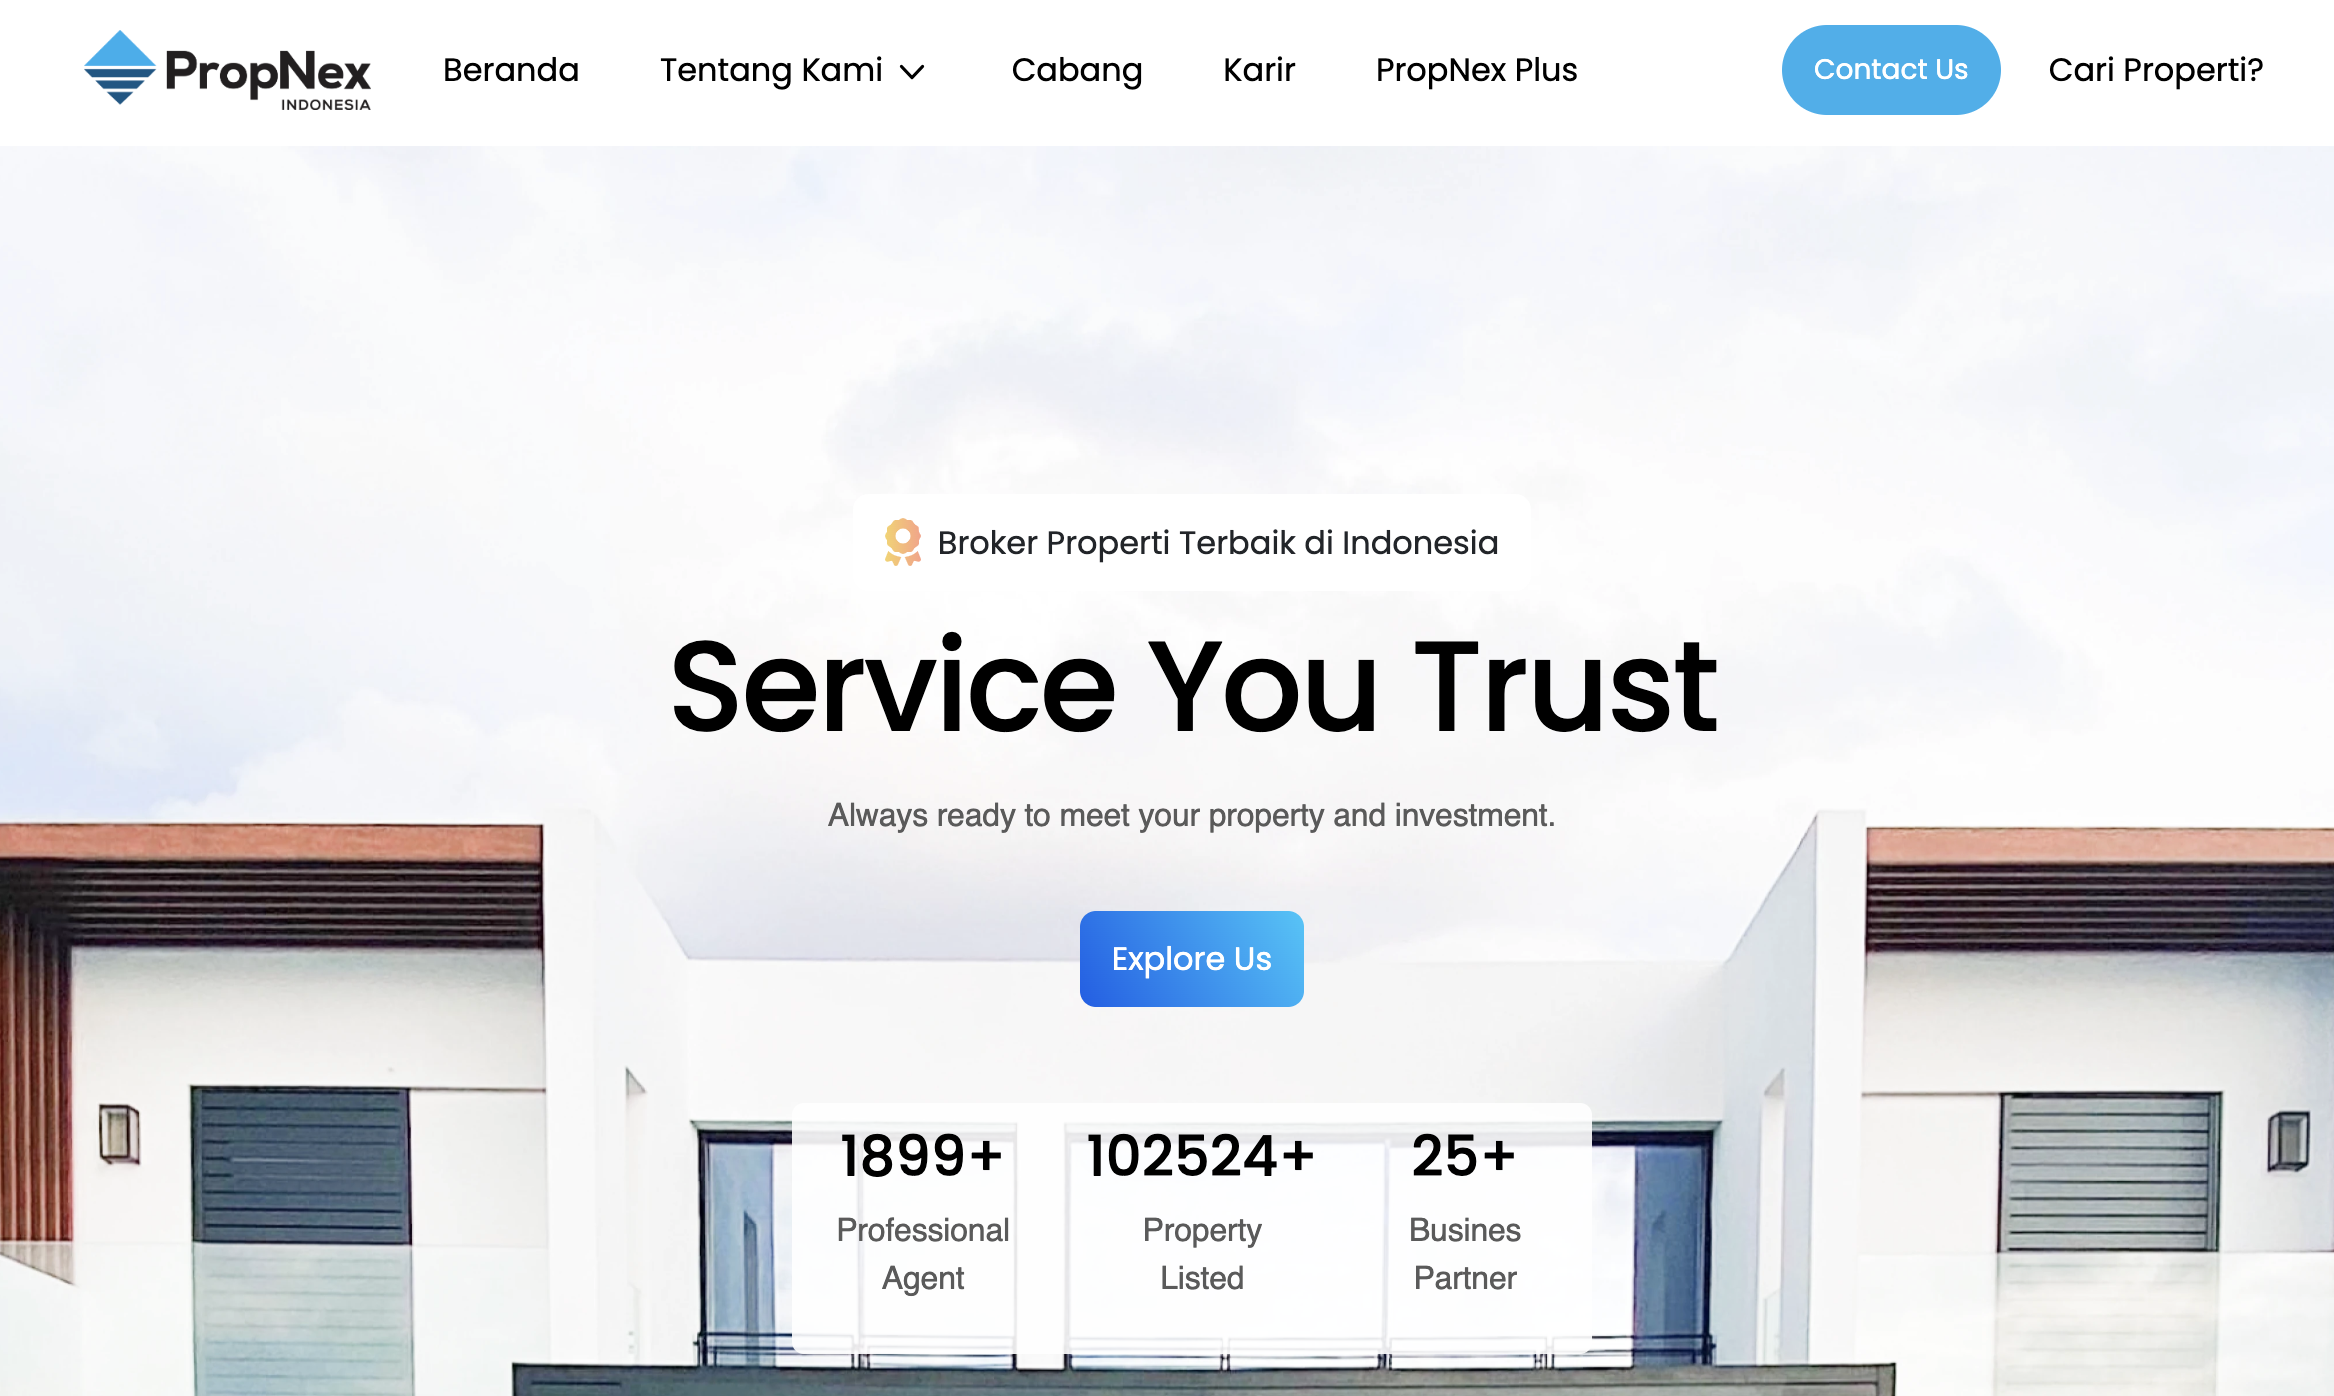 PropNex
INDONESIA
Beranda
Tentang Kami
Cabang
Karir
PropNex Plus
Contact Us
Cari Properti?
Broker Properti Terbaik di Indonesia
Service You Trust
Always ready to meet your property and investment.
Explore Us
1899+
Professional
Agent
102524+
Property
Listed
25+
Busines
Partner